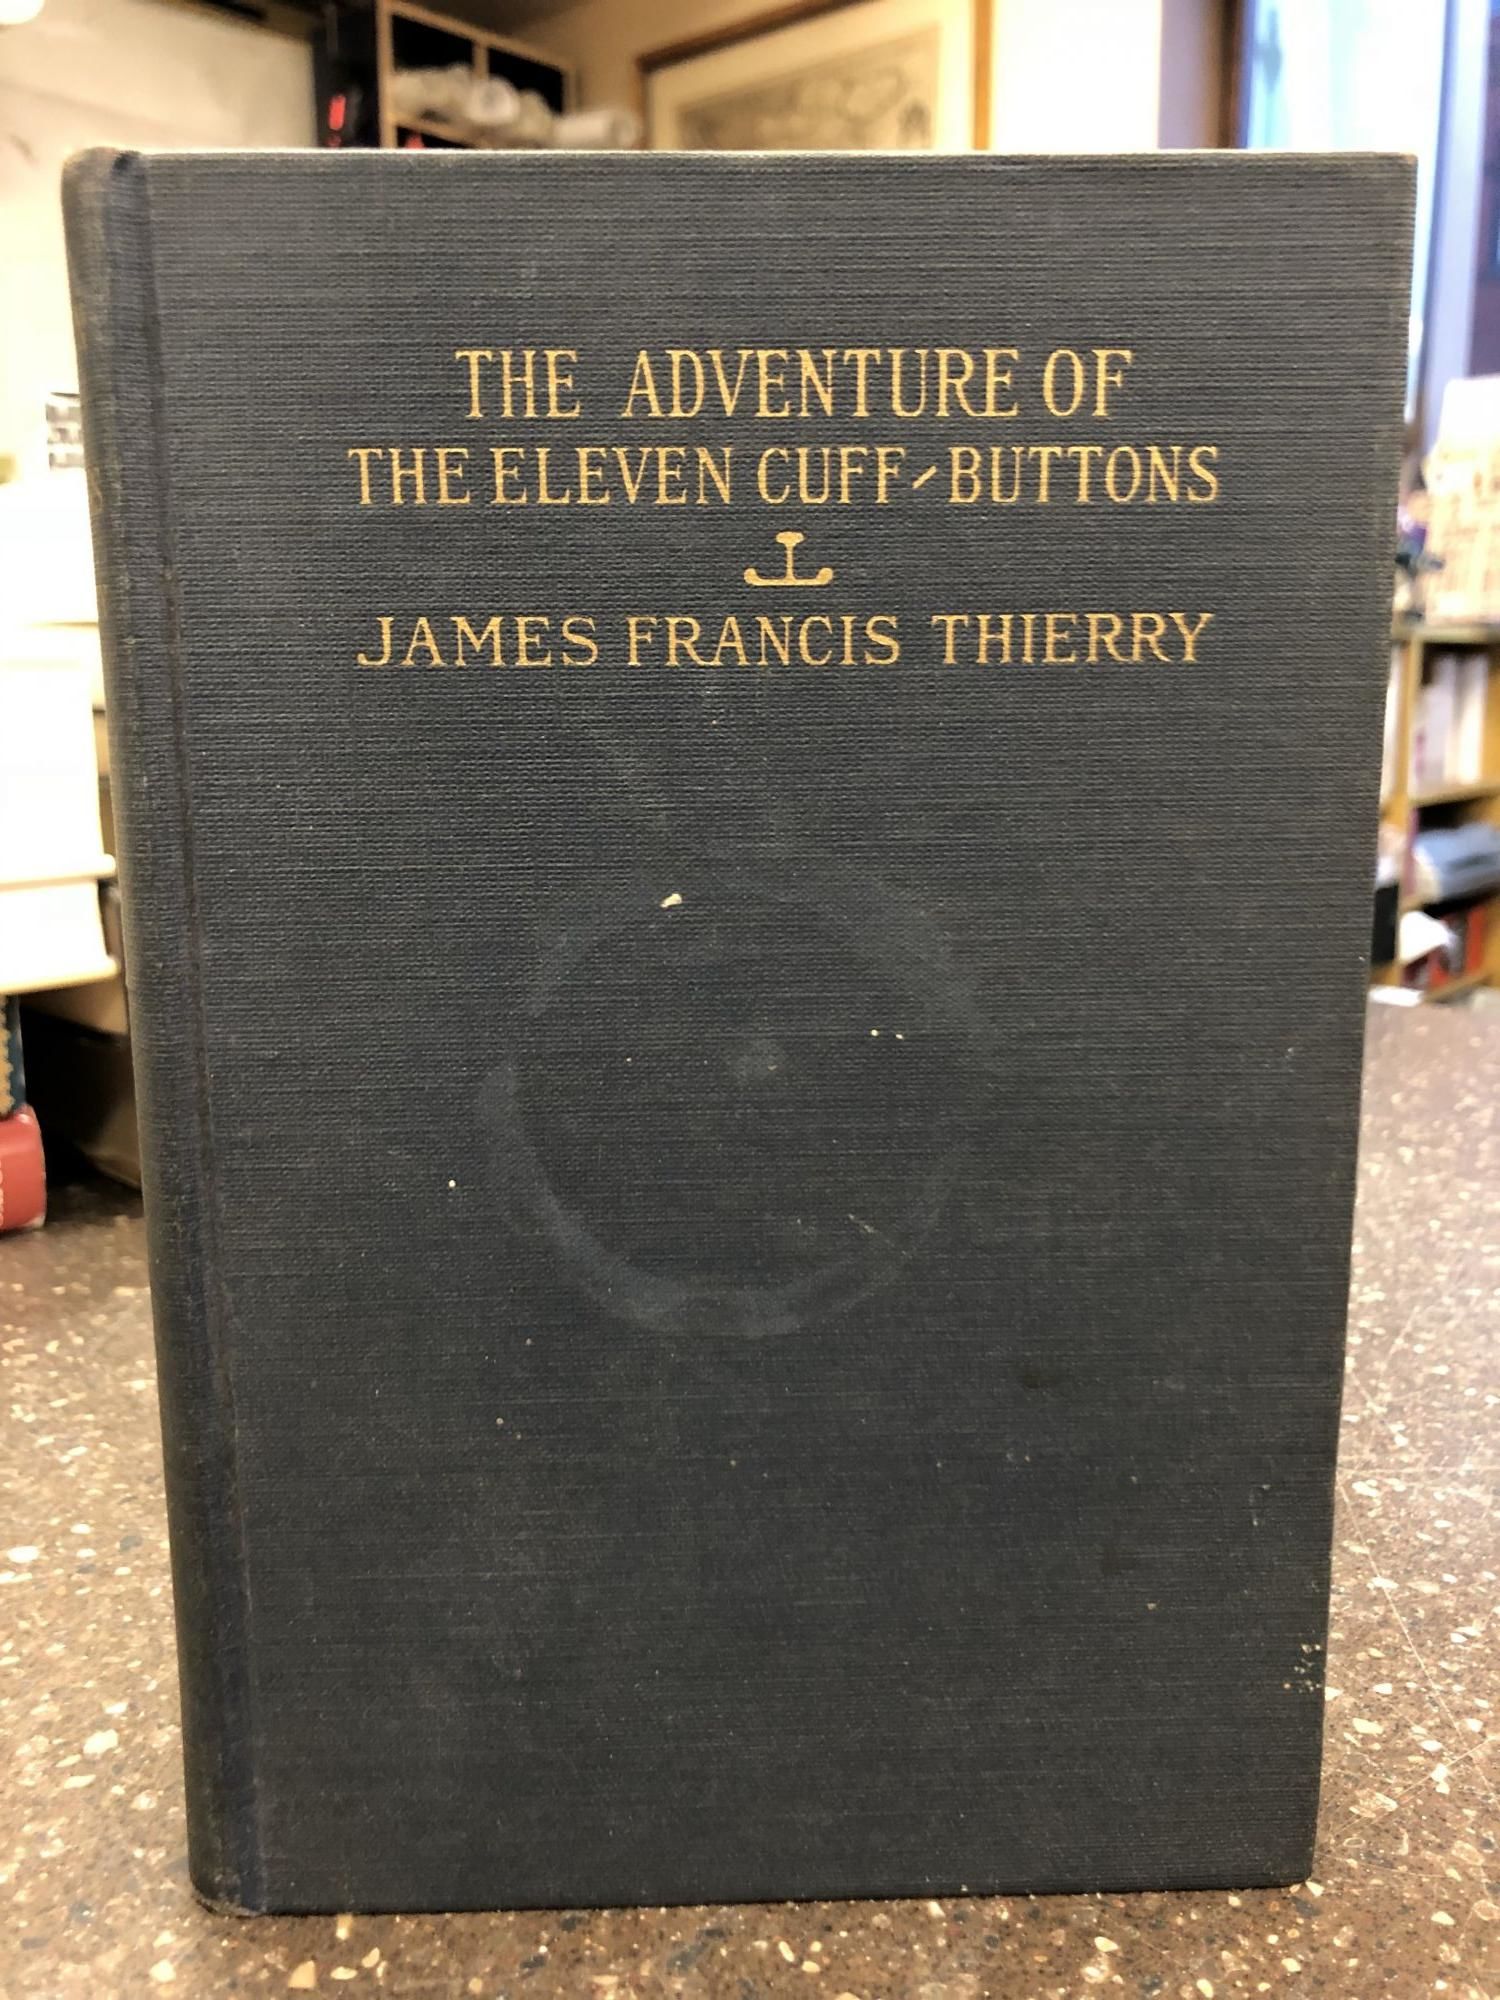 THE ADVENTURE OF
THE ELEVEN CUFF-BUTTONS
JAMES FRANCIS THIERRY